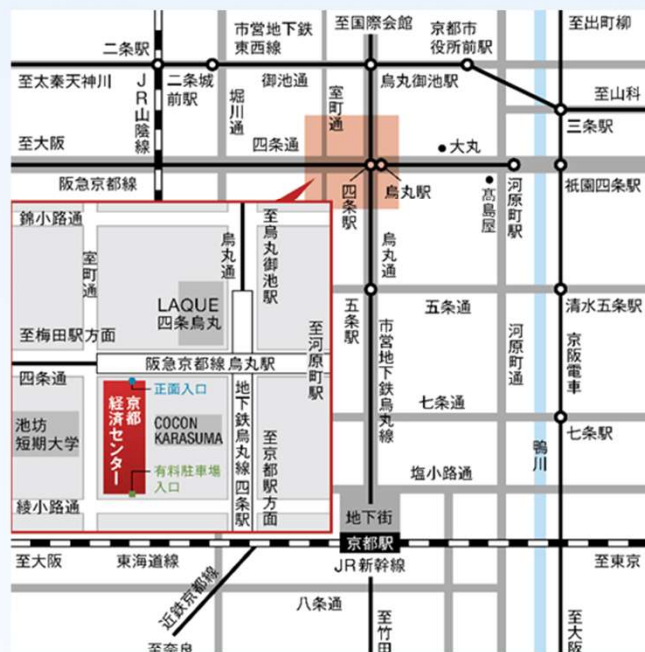 市営地下鉄
東西線
至国際会館
京都市
役所前駅
至出町柳
二条駅
至太秦天神川
JR山陰線
二条城
前駅
堀川通
御池通
室町通
烏丸御池駅
至山科
三条駅
至大阪
四条通
大丸
阪急京都線
四条駅
烏丸駅
髙島屋
河原町駅
祇園四条駅
錦小路通
室町通
烏丸通
至烏丸御池駅
LAQUE
四条烏丸
至梅田駅方面
阪急京都線 烏丸駅
至河原町駅
四条通
正面入口
京都
経済センター
池坊
短期大学
COCON
KARASUMA
有料駐車場
入口
地下鉄烏丸線 四条駅
至京都駅方面
綾小路通
烏丸通
五条駅
五条通
清水五条駅
市営地下鉄烏丸線
河原町通
京阪電車
七条通
七条駅
鴨川
塩小路通
地下街
京都駅
至大阪
東海道線
JR新幹線
至東京
近鉄京都線
八条通
至奈良
至竹田
至大阪